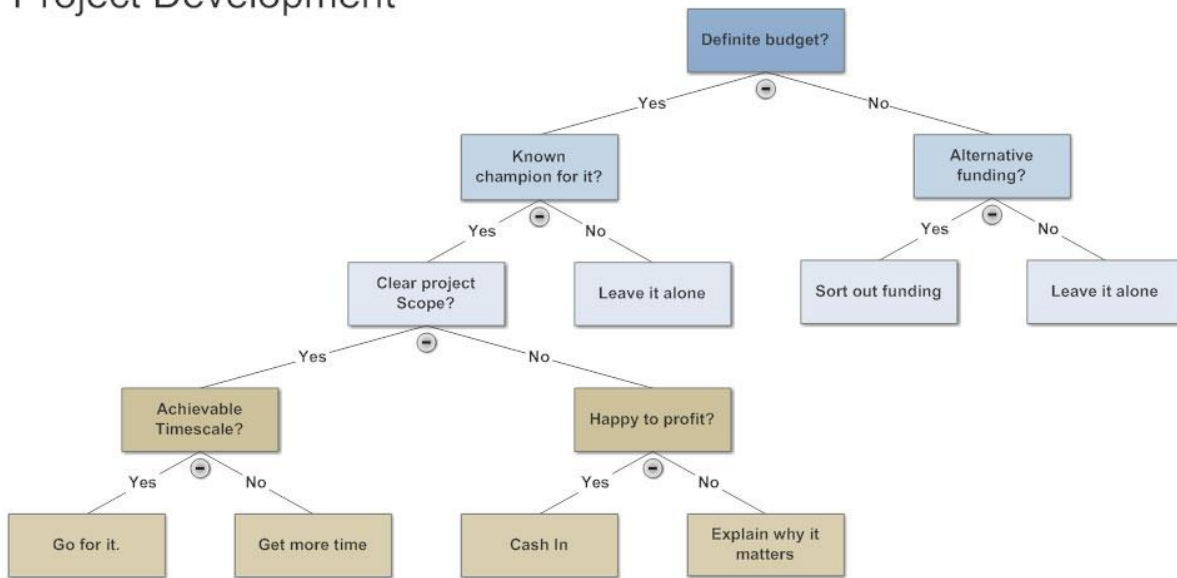 Project Development
Definite budget?
Yes
No
Known
champion for it?
Alternative
funding?
Yes
No
Yes
No
Clear project
Scope?
Leave it alone
Sort out funding
Leave it alone
Yes
No
Achievable
Timescale?
Happy to profit?
Yes
No
Yes
No
Go for it.
Get more time
Cash In
Explain why it
matters